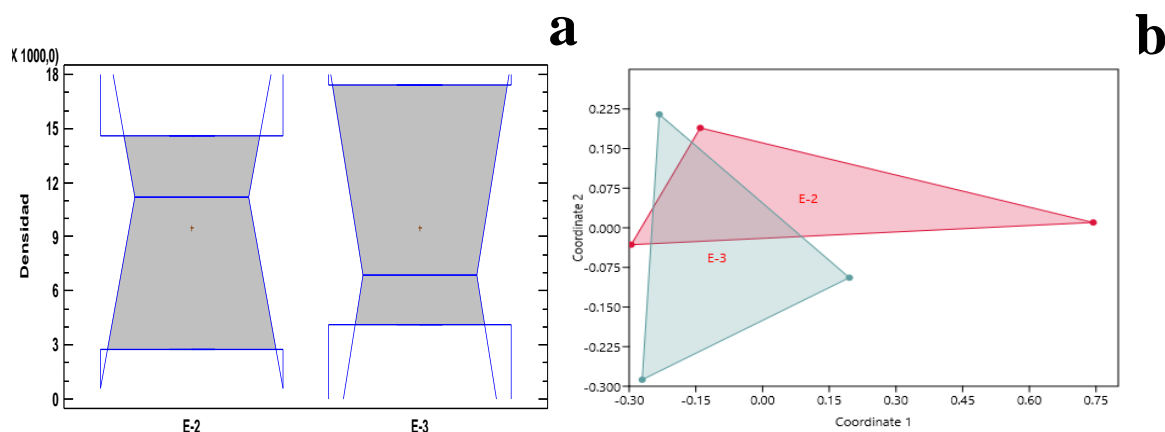 a
X 1000,0)
18
15
12
9
6
3
0
Densidad
E-2 E-3
b
0.225
0.150
0.075
0.000
-0.075
-0.150
-0.225
-0.300
Coordinate 2
E-2
E-3
-0.30 -0.15 0.00 0.15 0.30 0.45 0.60 0.75
Coordinate 1